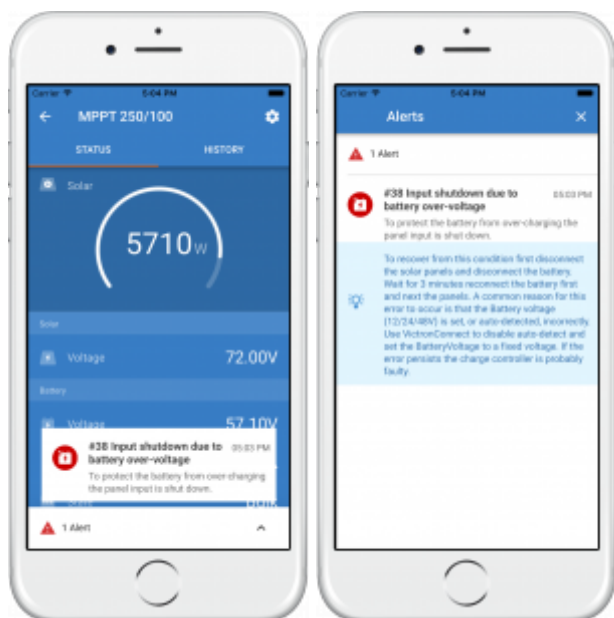 Carrier 5:04 PM
MPPT 250/100
STATUS HISTORY
Solar
5710W
Solar
Voltage 72.00V
Battery
Voltage 57.10V
#38 Input shutdown due to 05:03 PM
battery over-voltage
To protect the battery from over-charging
the panel input is shut down.
1 Alert
Carrier 5:04 PM
Alerts
1 Alert
#38 Input shutdown due to 05:03 PM
battery over-voltage
To protect the battery from over-charging the
panel input is shut down.
To recover from this condition first disconnect
the solar panels and disconnect the battery.
Wait for 3 minutes reconnect the battery first
and next the panels. A common reason for this
error to occur is that the Battery voltage
(12/24/48V) is set, or auto-detected, incorrectly.
Use VictronConnect to disable auto-detect and
set the BatteryVoltage to a fixed voltage. If the
error persists the charge controller is probably
faulty.